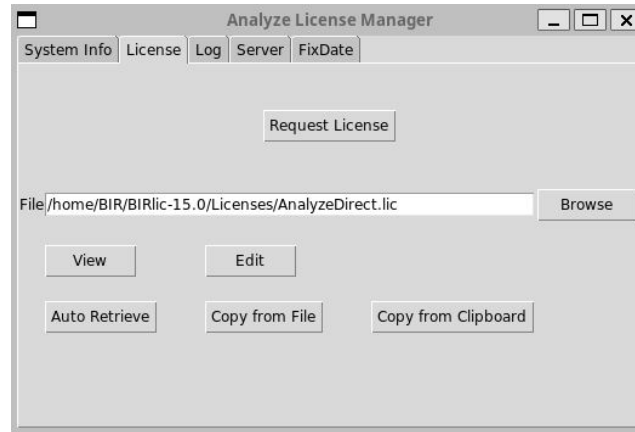 Analyze License Manager
System Info License Log Server FixDate
Request License
File /home/BIR/BIRlic-15.0/Licenses/AnalyzeDirect.lic Browse
View Edit
Auto Retrieve Copy from File Copy from Clipboard